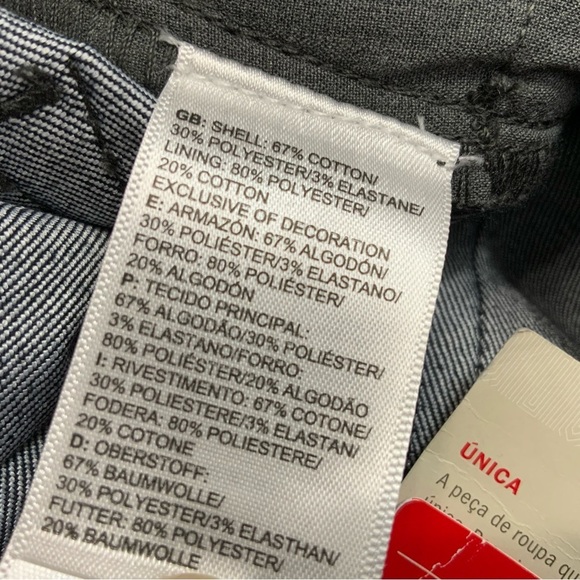 GB: SHELL: 67% COTTON/
30% POLYESTER/3% ELASTANE/
LINING: 80% POLYESTER/
20% COTTON
EXCLUSIVE OF DECORATION
E: ARMAZÓN: 67% ALGODÓN/
30% POLIÉSTER/3% ELASTANO/
FORRO: 80% POLIÉSTER/
20% ALGODÓN
P: TECIDO PRINCIPAL:
67% ALGODÃO/30% POLIÉSTER/
3% ELASTANO/FORRO:
80% POLIÉSTER/20% ALGODÃO
I: RIVESTIMENTO: 67% COTONE/
30% POLIESTERE/3% ELASTAN/
FODERA: 80% POLIESTERE/
20% COTONE
D: OBERSTOFF:
67% BAUMWOLLE/
30% POLYESTER/3% ELASTHAN/
FUTTER: 80% POLYESTER/
20% BAUMWOLLE
ÚNICA
A peça de roupa qu
única.